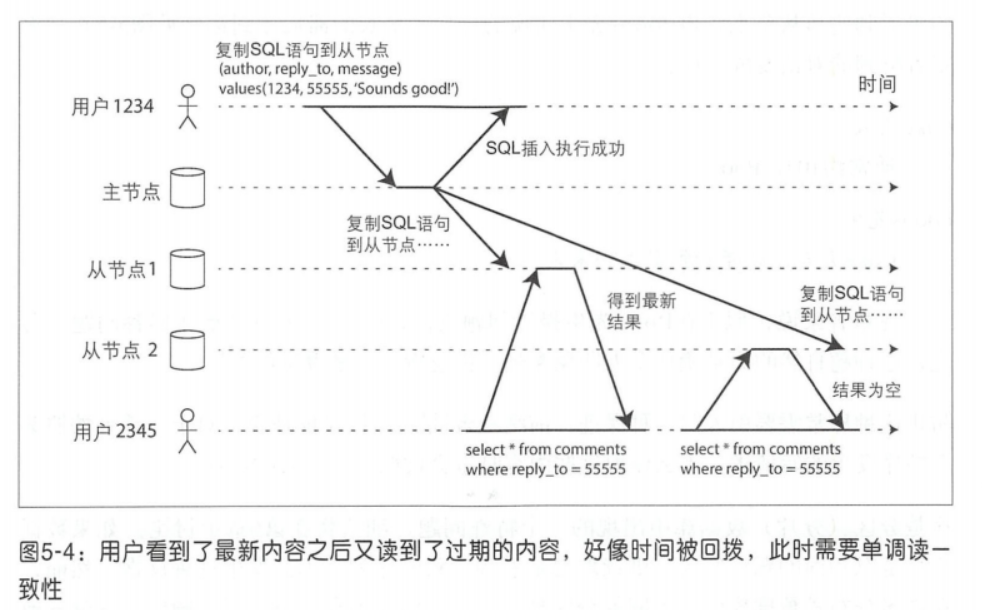 复制SQL语句到从节点
(author, reply_to, message)
values(1234, 55555, ‘Sounds good!’)
时间
用户1234
SQL插入执行成功
主节点
复制SQL语句
到从节点……
从节点1
得到最新
结果
复制SQL语句
到从节点……
从节点 2
结果为空
用户 2345
select * from comments
where reply_to = 55555
select * from comments
where reply_to = 55555
图5-4：用户看到了最新内容之后又读到了过期的内容，好像时间被回拨，此时需要单调读一
致性